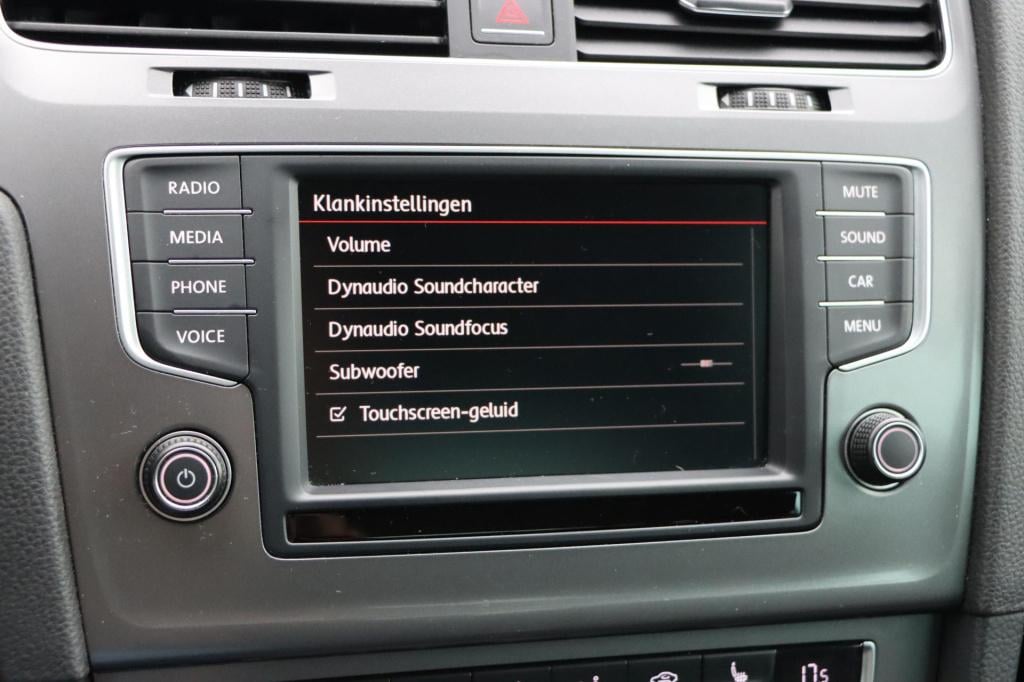 RADIO
MEDIA
PHONE
VOICE
Klankinstellingen
Volume
Dynaudio Soundcharacter
Dynaudio Soundfocus
Subwoofer
Touchscreen-geluid
MUTE
SOUND
CAR
MENU